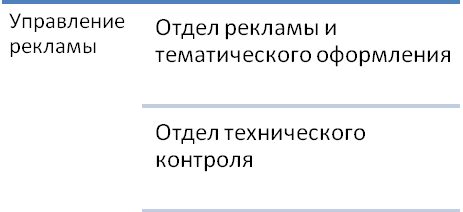 Управление
рекламы
Отдел рекламы и
тематического оформления
Отдел технического
контроля